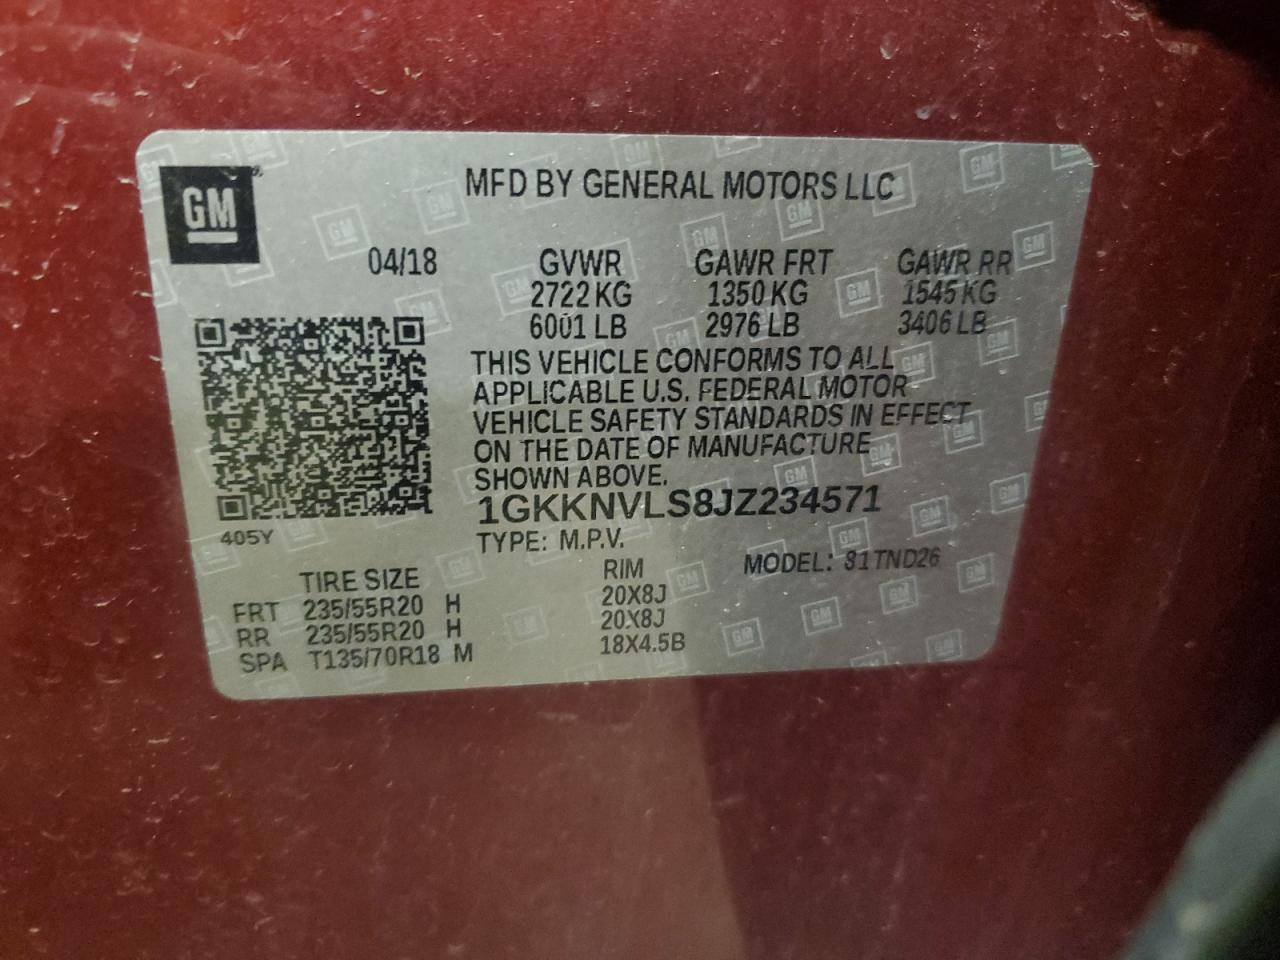 GM
MFD BY GENERAL MOTORS LLC
04/18 GVWR GAWR FRT GAWR RR
2722 KG 1350 KG 1545 KG
6001 LB 2976 LB 3406 LB
THIS VEHICLE CONFORMS TO ALL
APPLICABLE U.S. FEDERAL MOTOR
VEHICLE SAFETY STANDARDS IN EFFECT
ON THE DATE OF MANUFACTURE
SHOWN ABOVE.
1GKKNVLS8JZ234571
405Y
TYPE: M.P.V.
MODEL: 81TND26
TIRE SIZE RIM
FRT 235/55R20 H 20X8J
RR 235/55R20 H 20X8J
SPA T135/70R18 M 18X4.5B